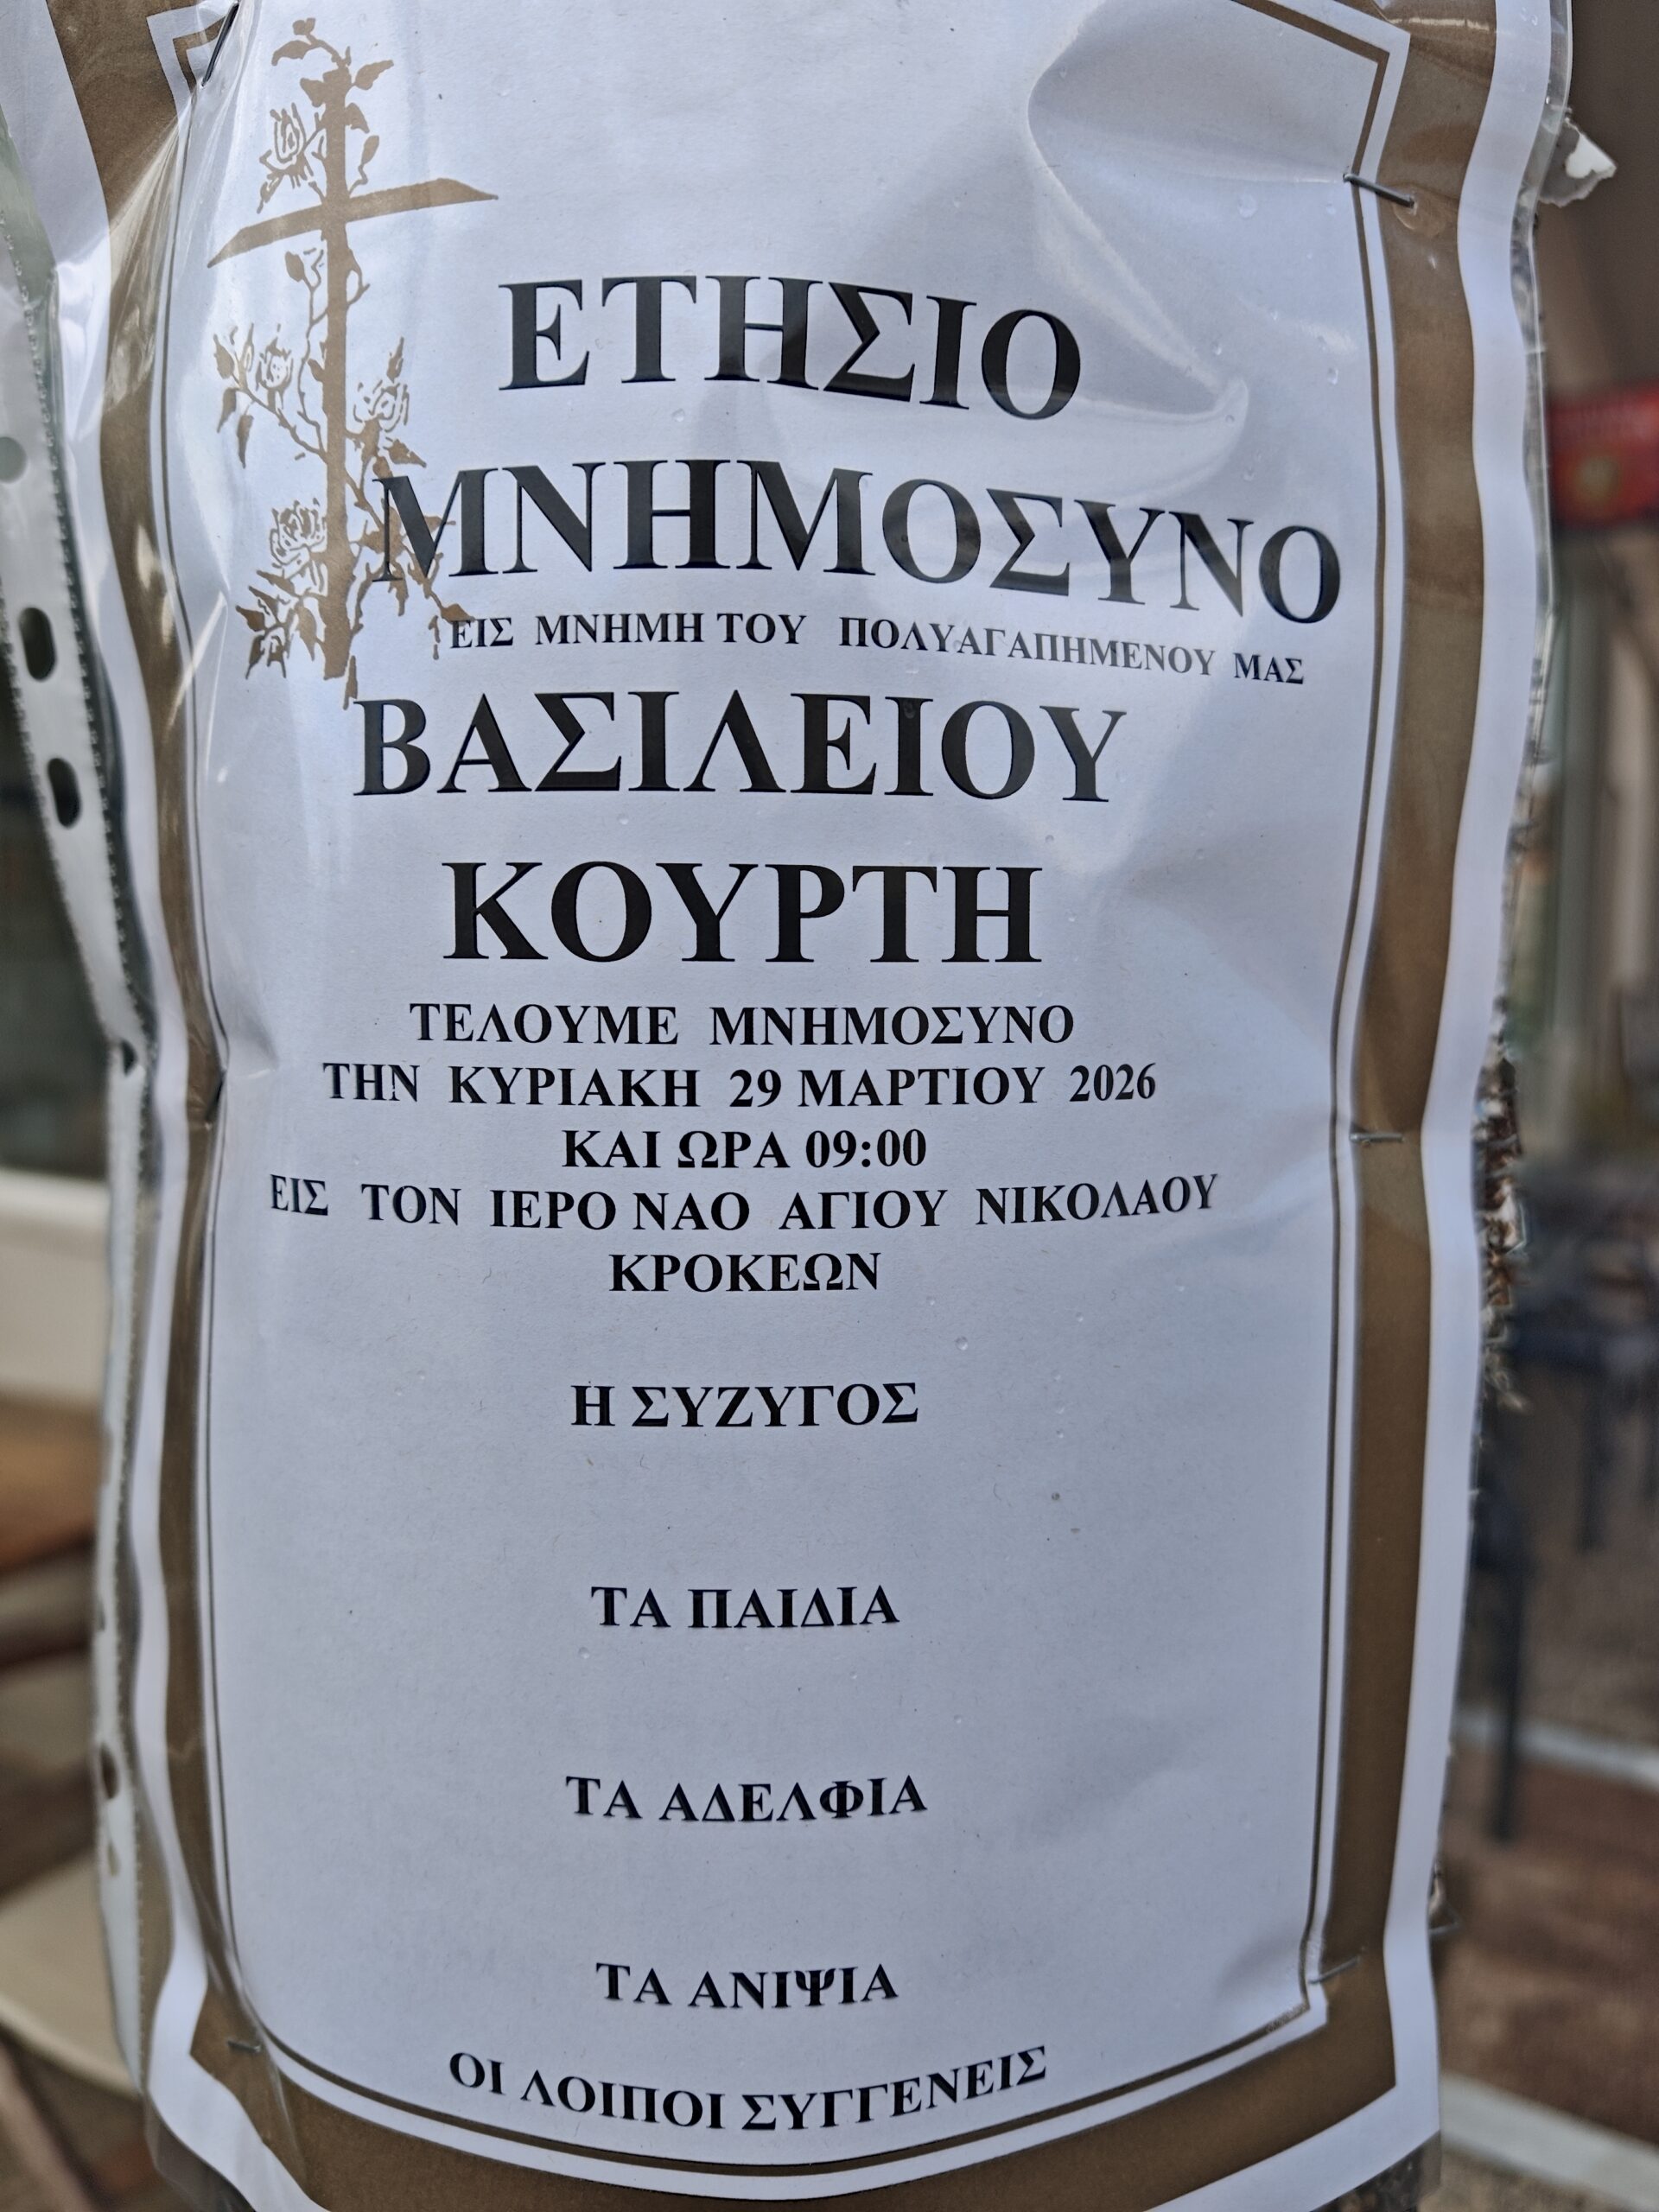 ΕΤΗΣΙΟ
ΜΝΗΜΟΣΥΝΟ
ΕΙΣ ΜΝΗΜΗ ΤΟΥ ΠΟΛΥΑΓΑΠΗΜΕΝΟΥ ΜΑΣ
ΒΑΣΙΛΕΙΟΥ
ΚΟΥΡΤΗ
ΤΕΛΟΥΜΕ ΜΝΗΜΟΣΥΝΟ
ΤΗΝ ΚΥΡΙΑΚΗ 29 ΜΑΡΤΙΟΥ 2026
ΚΑΙ ΩΡΑ 09:00
ΕΙΣ ΤΟΝ ΙΕΡΟ ΝΑΟ ΑΓΙΟΥ ΝΙΚΟΛΑΟΥ
ΚΡΟΚΕΩΝ
Η ΣΥΖΥΓΟΣ
ΤΑ ΠΑΙΔΙΑ
ΤΑ ΑΔΕΛΦΙΑ
ΤΑ ΑΝΙΨΙΑ
ΟΙ ΛΟΙΠΟΙ ΣΥΓΓΕΝΕΙΣ